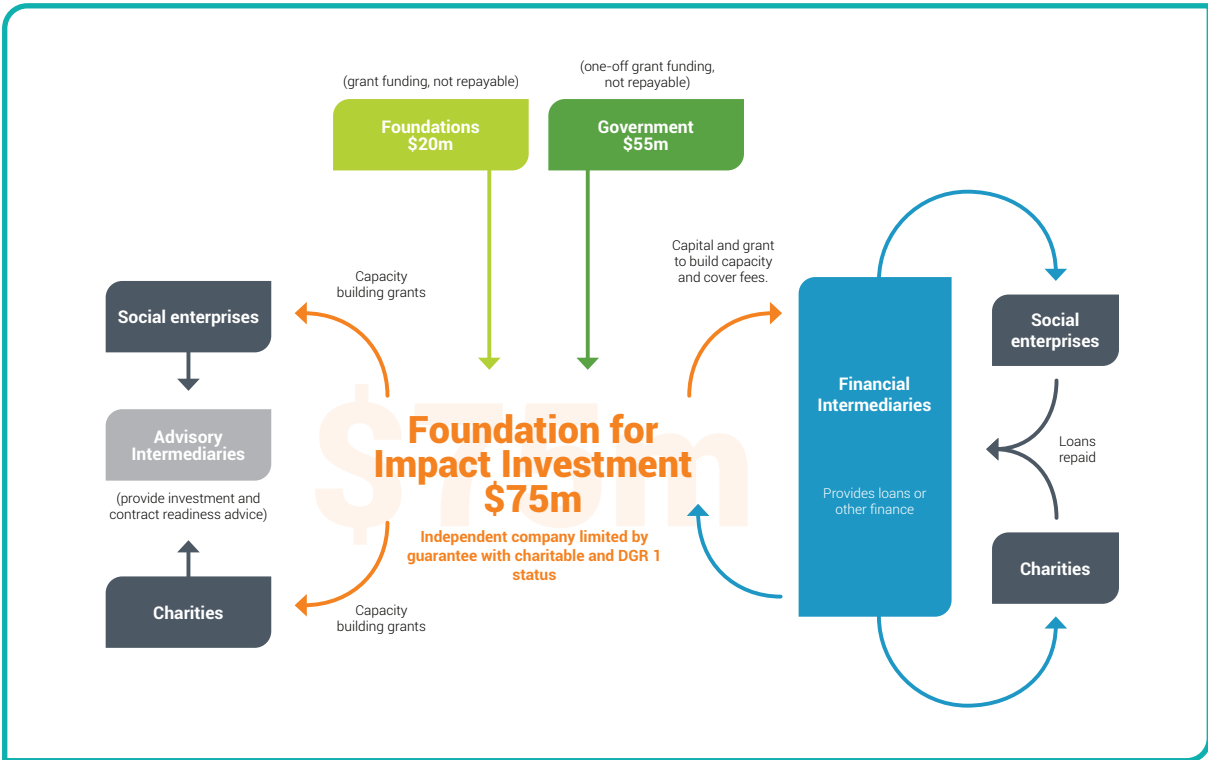 (grant funding, not repayable)
Foundations
$20m
(one-off grant funding,
not repayable)
Government
$55m
Capacity
building grants
Capital and grant
to build capacity
and cover fees.
Social enterprises
Advisory
Intermediaries
(provide investment and
contract readiness advice)
Charities
Capacity
building grants
$75m
Foundation for
Impact Investment
$75m
Independent company limited by
guarantee with charitable and DGR 1
status
Financial
Intermediaries
Provides loans or
other finance
Social
enterprises
Loans
repaid
Charities